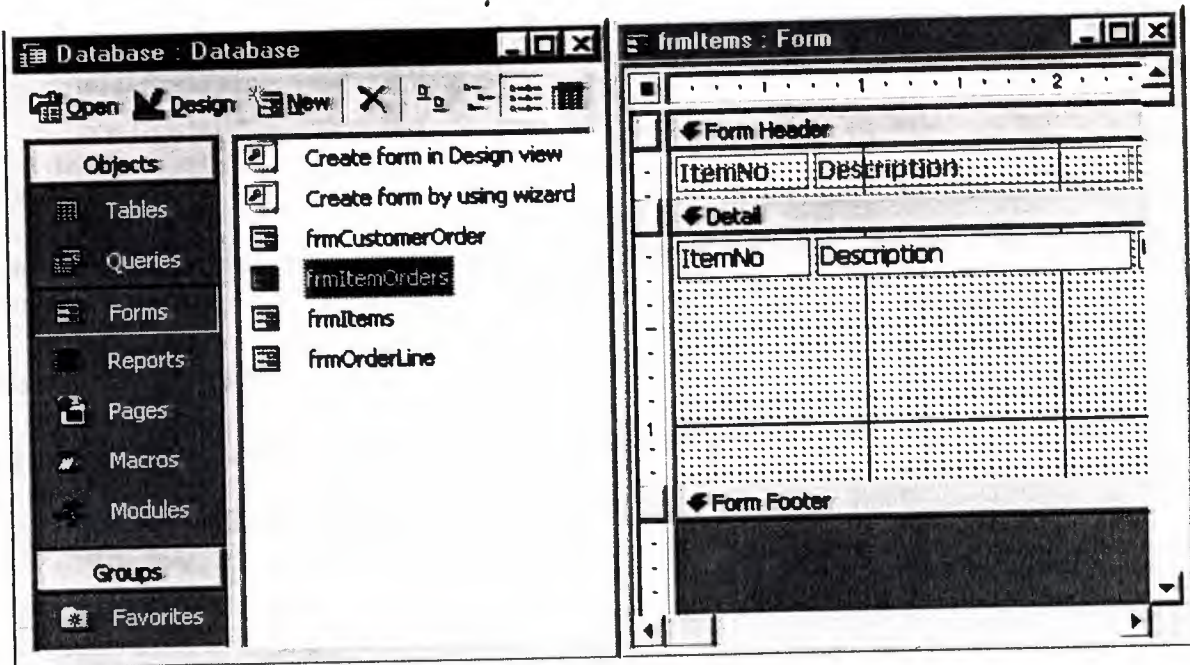 Database : Database
Open Design New
Objects
Tables
Queries
Forms
Reports
Pages
Macros
Modules
Groups
Favorites
Create form in Design view
Create form by using wizard
frmCustomerOrder
frmItemOrders
frmItems
frmOrderLine
frmItems : Form
1 2
Form Header
ItemNo Description
Detail
ItemNo Description
1
Form Footer